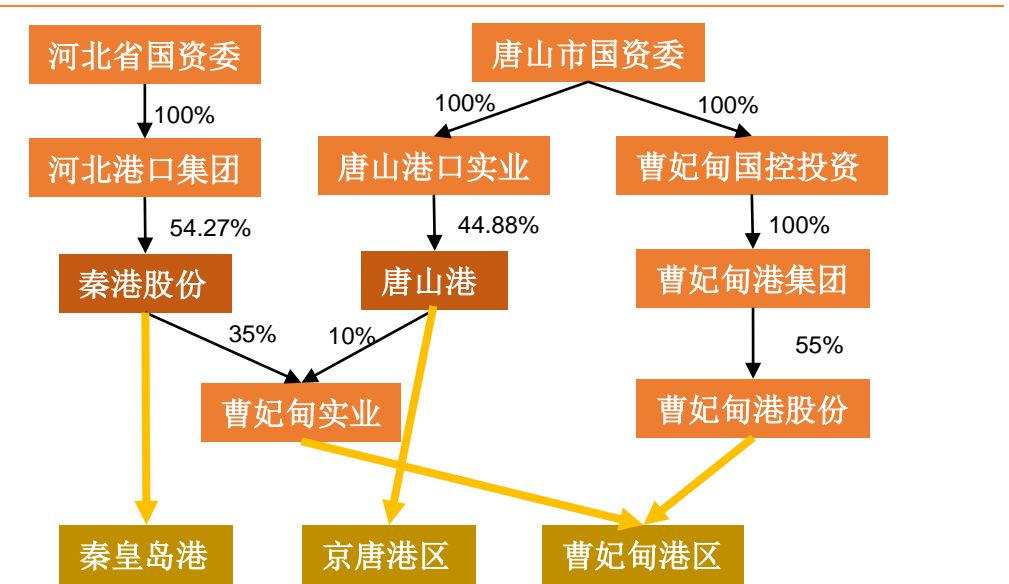 河北省国资委
唐山市国资委
100%
100%
100%
河北港口集团
唐山港口实业
曹妃甸国控投资
54.27%
44.88%
100%
秦港股份
唐山港
曹妃甸港集团
35%
10%
55%
曹妃甸实业
曹妃甸港股份
秦皇岛港
京唐港区
曹妃甸港区